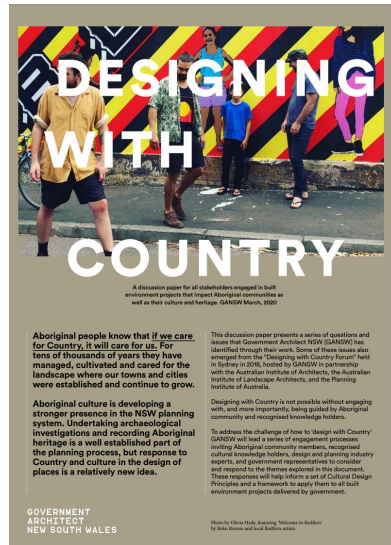 DESIGNING
WITH
COUNTRY
A discussion paper for all stakeholders engaged in built
environment projects that impact Aboriginal communities as
well as their culture and heritage. GANSW March, 2020
Aboriginal people know that if we care
for Country, it will care for us. For
tens of thousands of years they have
managed, cultivated and cared for the
landscape where our towns and cities
were established and continue to grow.
Aboriginal culture is developing a
stronger presence in the NSW planning
system. Undertaking archaeological
investigations and recording Aboriginal
heritage is a well established part of
the planning process, but response to
Country and culture in the design of
places is a relatively new idea.
This discussion paper presents a series of questions and
issues that Government Architect NSW (GANSW) has
identified through their work. Some of these issues also
emerged from the "Designing with Country Forum" held
in Sydney in 2018, hosted by GANSW in partnership
with the Australian Institute of Architects, the Australian
Institute of Landscape Architects, and the Planning
Institute of Australia.
Designing with Country is not possible without engaging
with, and more importantly, being guided by Aboriginal
community and recognised knowledge holders.
To address the challenge of how to 'design with Country'
GANSW will lead a series of engagement processes
inviting Aboriginal community members, recognised
cultural knowledge holders, design and planning industry
experts, and government representatives to consider
and respond to the themes explored in this document.
These responses will help inform a set of Cultural Design
Principles and a framework to apply them to all built
environment projects delivered by government.
GOVERNMENT
ARCHITECT
NEW SOUTH WALES
Photo by Olivia Hyde, featuring 'Welcome to Redfern'
by Reko Rennie and local Redfern artists